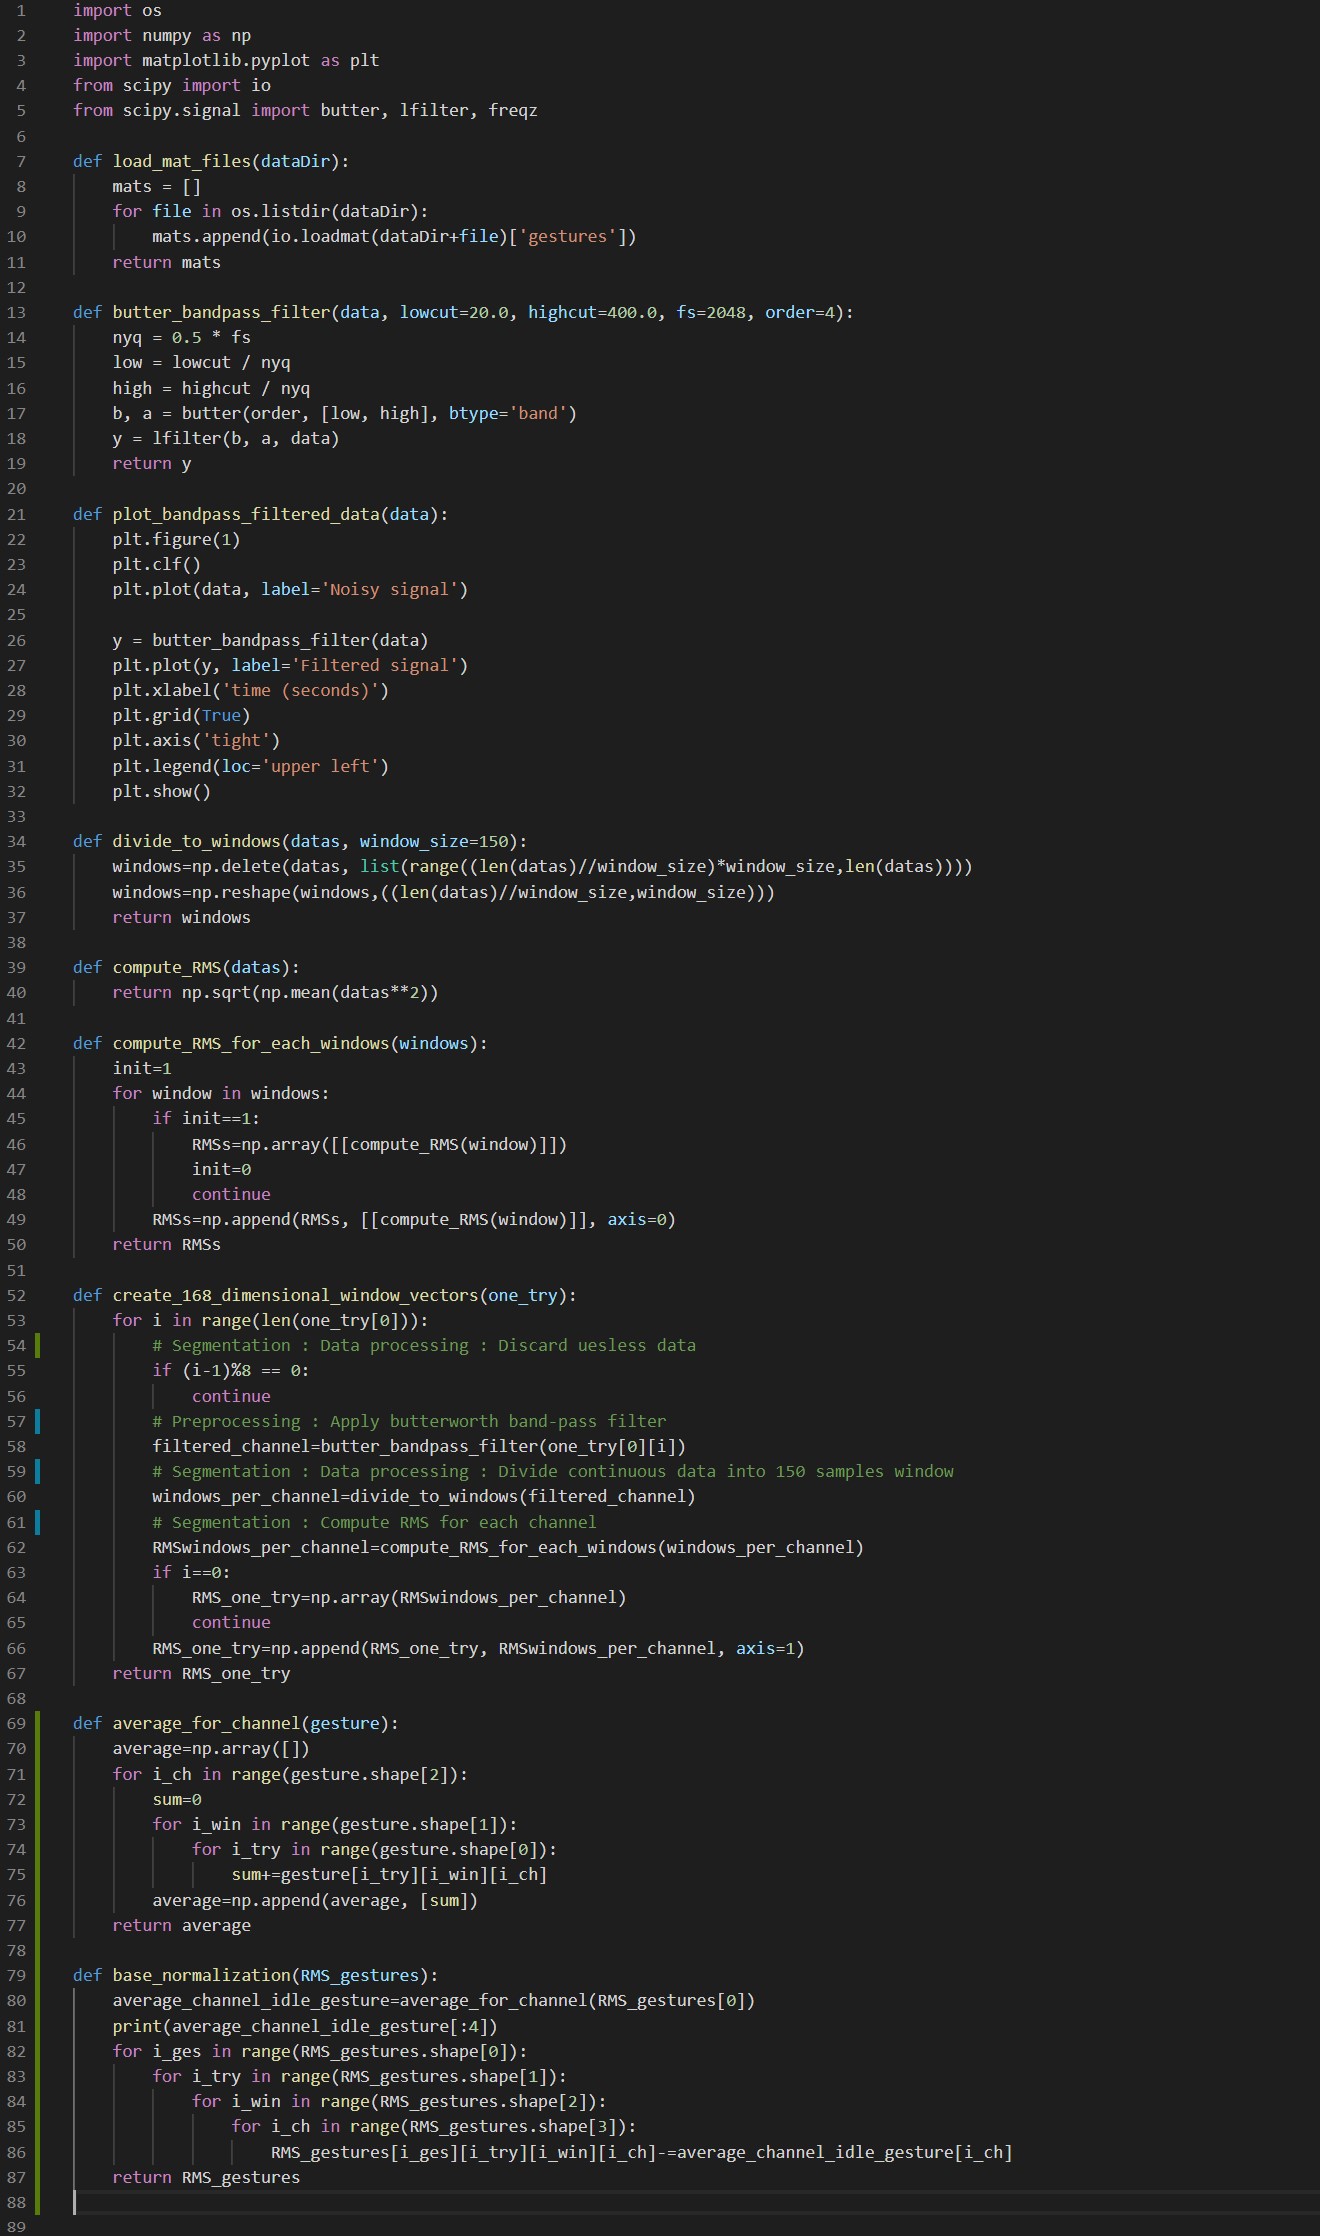 1 import os
2 import numpy as np
3 import matplotlib.pyplot as plt
4 from scipy import io
5 from scipy.signal import butter, lfilter, freqz
6
7 def load_mat_files(dataDir):
8     mats = []
9     for file in os.listdir(dataDir):
10         mats.append(io.loadmat(dataDir+file)['gestures'])
11     return mats
12
13 def butter_bandpass_filter(data, lowcut=20.0, highcut=400.0, fs=2048, order=4):
14     nyq = 0.5 * fs
15     low = lowcut / nyq
16     high = highcut / nyq
17     b, a = butter(order, [low, high], btype='band')
18     y = lfilter(b, a, data)
19     return y
20
21 def plot_bandpass_filtered_data(data):
22     plt.figure(1)
23     plt.clf()
24     plt.plot(data, label='Noisy signal')
25
26     y = butter_bandpass_filter(data)
27     plt.plot(y, label='Filtered signal')
28     plt.xlabel('time (seconds)')
29     plt.grid(True)
30     plt.axis('tight')
31     plt.legend(loc='upper left')
32     plt.show()
33
34 def divide_to_windows(datas, window_size=150):
35     windows=np.delete(datas, list(range((len(datas)//window_size)*window_size,len(datas))))
36     windows=np.reshape(windows,((len(datas)//window_size,window_size)))
37     return windows
38
39 def compute_RMS(datas):
40     return np.sqrt(np.mean(datas**2))
41
42 def compute_RMS_for_each_windows(windows):
43     init=1
44     for window in windows:
45         if init==1:
46             RMSs=np.array([[compute_RMS(window)]])
47             init=0
48             continue
49         RMSs=np.append(RMSs, [[compute_RMS(window)]], axis=0)
50     return RMSs
51
52 def create_168_dimensional_window_vectors(one_try):
53     for i in range(len(one_try[0])):
54         # Segmentation : Data processing : Discard uesless data
55         if (i-1)%8 == 0:
56             continue
57         # Preprocessing : Apply butterworth band-pass filter
58         filtered_channel=butter_bandpass_filter(one_try[0][i])
59         # Segmentation : Data processing : Divide continuous data into 150 samples window
60         windows_per_channel=divide_to_windows(filtered_channel)
61         # Segmentation : Compute RMS for each channel
62         RMSwindows_per_channel=compute_RMS_for_each_windows(windows_per_channel)
63         if i==0:
64             RMS_one_try=np.array(RMSwindows_per_channel)
65             continue
66         RMS_one_try=np.append(RMS_one_try, RMSwindows_per_channel, axis=1)
67     return RMS_one_try
68
69 def average_for_channel(gesture):
70     average=np.array([])
71     for i_ch in range(gesture.shape[2]):
72         sum=0
73         for i_win in range(gesture.shape[1]):
74             for i_try in range(gesture.shape[0]):
75                 sum+=gesture[i_try][i_win][i_ch]
76         average=np.append(average, [sum])
77     return average
78
79 def base_normalization(RMS_gestures):
80     average_channel_idle_gesture=average_for_channel(RMS_gestures[0])
81     print(average_channel_idle_gesture[:4])
82     for i_ges in range(RMS_gestures.shape[0]):
83         for i_try in range(RMS_gestures.shape[1]):
84             for i_win in range(RMS_gestures.shape[2]):
85                 for i_ch in range(RMS_gestures.shape[3]):
86                     RMS_gestures[i_ges][i_try][i_win][i_ch]-=average_channel_idle_gesture[i_ch]
87     return RMS_gestures
88
89